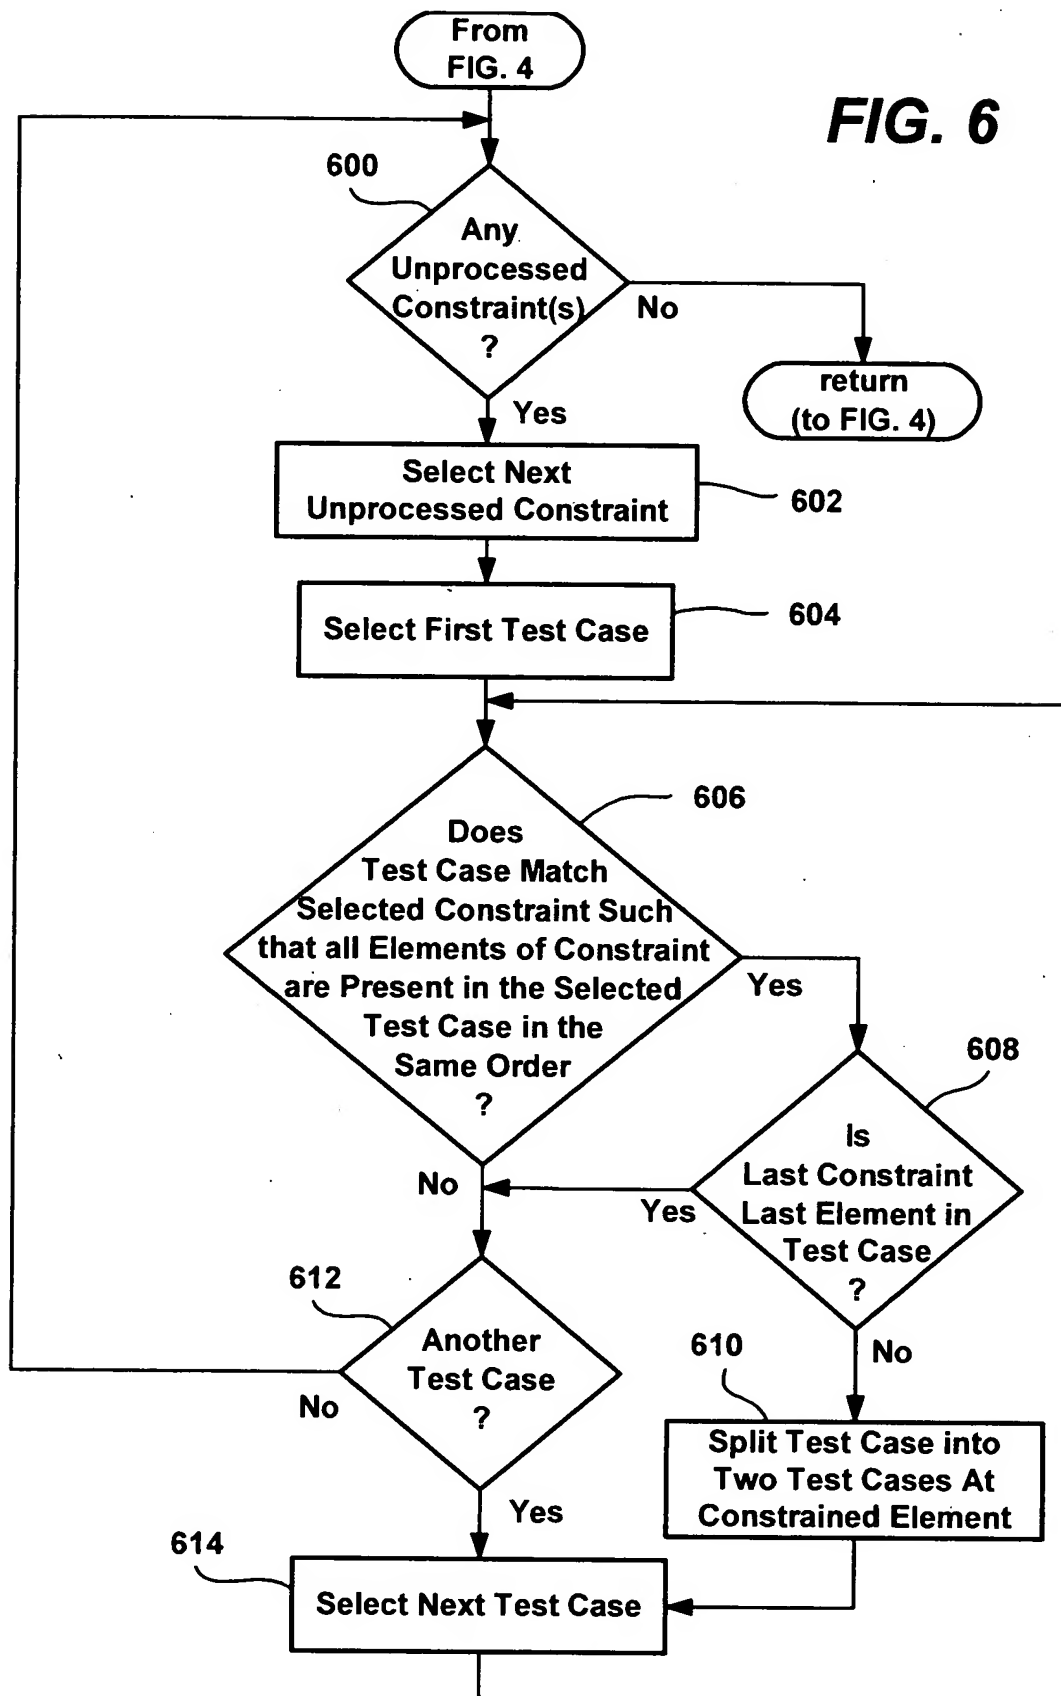 From
FIG. 4
FIG. 6
600
Any
Unprocessed
Constraint(s)
?
No
return
(to FIG. 4)
Yes
Select Next
Unprocessed Constraint
602
Select First Test Case
604
606
Does
Test Case Match
Selected Constraint Such
that all Elements of Constraint
are Present in the Selected
Test Case in the
Same Order
?
Yes
608
Is
Last Constraint
Last Element in
Test Case
?
No
Yes
612
Another
Test Case
?
No
No
610
Split Test Case into
Two Test Cases At
Constrained Element
Yes
614
Select Next Test Case